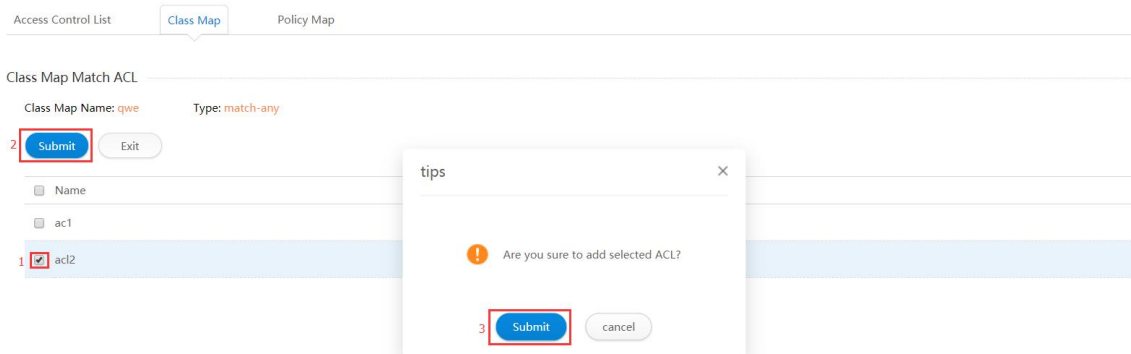 Access Control List Class Map Policy Map
Class Map Match ACL
Class Map Name: qwe Type: match-any
2 Submit Exit
tips ×
Name
ac1
Are you sure to add selected ACL?
1 acl2
3 Submit cancel